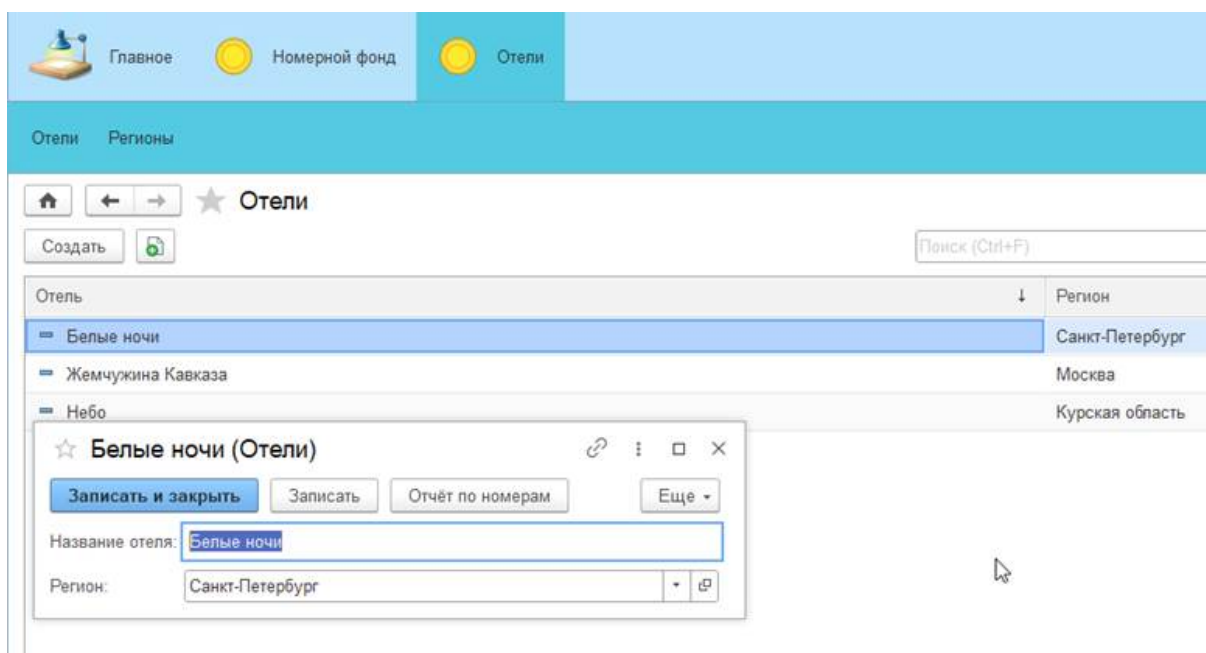 Главное Номерной фонд Отели
Отели Регионы
Отели
Создать Поиск (Ctrl+F)
Отель ↓ Регион
Белые ночи Санкт-Петербург
Жемчужина Кавказа Москва
Небо Курская область
Белые ночи (Отели)
Записать и закрыть Записать Отчёт по номерам Еще
Название отеля: Белые ночи
Регион: Санкт-Петербург